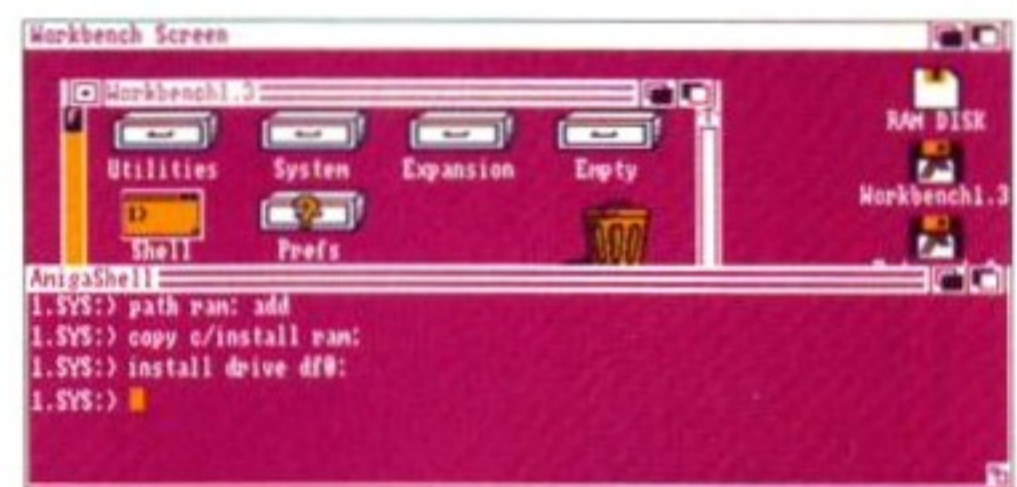 Workbench Screen
Workbench1.3
RAM DISK
Utilities
System
Expansion
Empty
Workbench1.3
1>
Shell
Prefs
AmigaShell
1.SYS:> path ram: add
1.SYS:> copy c/install ram:
1.SYS:> install drive df0:
1.SYS:>